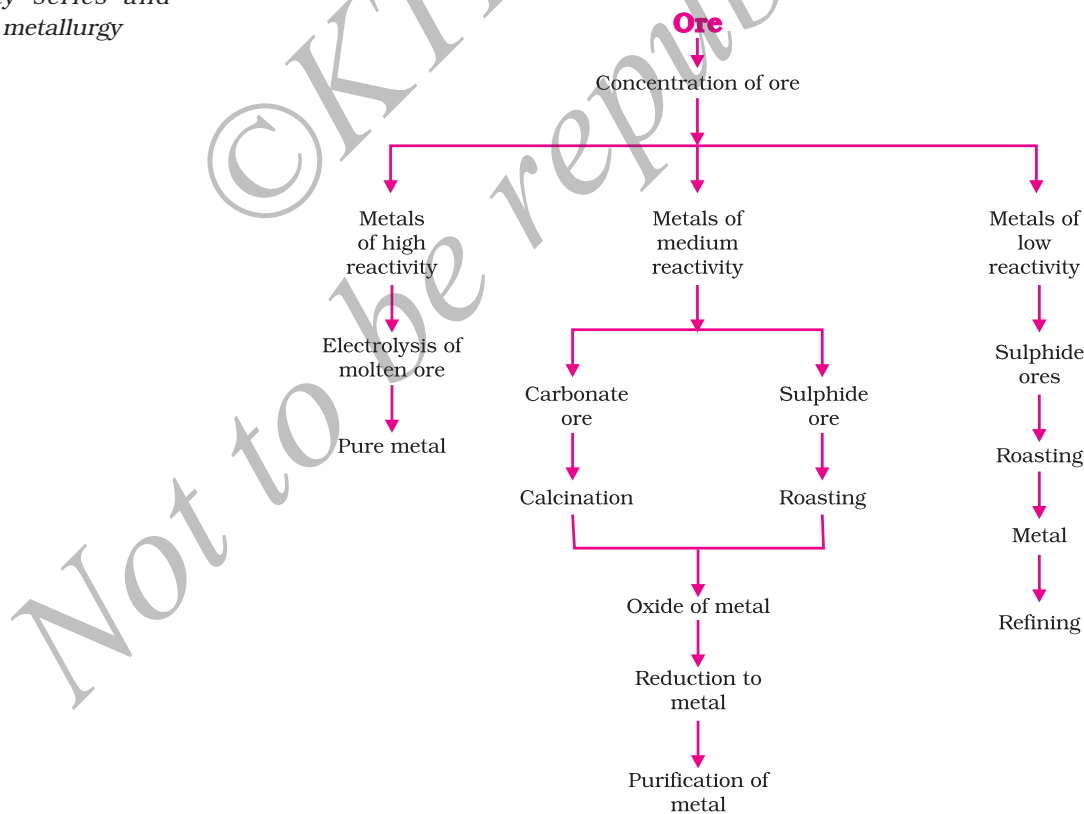 series and
metallurgy
Ore
Concentration of ore
Metals
of high
reactivity
Electrolysis of
molten ore
Pure metal
Metals of
medium
reactivity
Carbonate
ore
Calcination
Sulphide
ore
Roasting
Oxide of metal
Reduction to
metal
Purification of
metal
Metals of
low
reactivity
Sulphide
ores
Roasting
Metal
Refining
Not to be